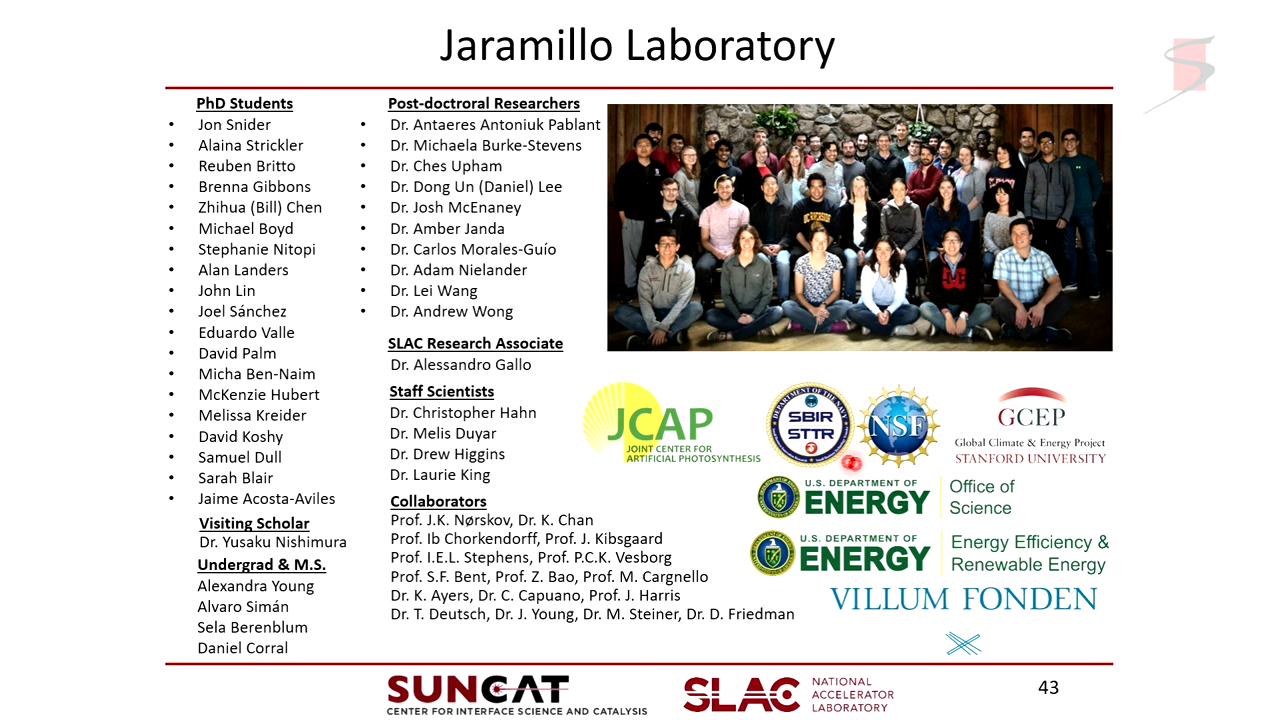 Jaramillo Laboratory
PhD Students
• Jon Snider
• Alaina Strickler
• Reuben Britto
• Brenna Gibbons
• Zhihua (Bill) Chen
• Michael Boyd
• Stephanie Nitopi
• Alan Landers
• John Lin
• Joel Sánchez
• Eduardo Valle
• David Palm
• Micha Ben-Naim
• McKenzie Hubert
• Melissa Kreider
• David Koshy
• Samuel Dull
• Sarah Blair
• Jaime Acosta-Aviles
Visiting Scholar
Dr. Yusaku Nishimura
Undergrad & M.S.
Alexandra Young
Alvaro Simán
Sela Berenblum
Daniel Corral
Post-doctroral Researchers
• Dr. Antaeres Antoniuk Pablant
• Dr. Michaela Burke-Stevens
• Dr. Ches Upham
• Dr. Dong Un (Daniel) Lee
• Dr. Josh McEnaney
• Dr. Amber Janda
• Dr. Carlos Morales-Guío
• Dr. Adam Nielander
• Dr. Lei Wang
• Dr. Andrew Wong
SLAC Research Associate
Dr. Alessandro Gallo
Staff Scientists
Dr. Christopher Hahn
Dr. Melis Duyar
Dr. Drew Higgins
Dr. Laurie King
Collaborators
Prof. J.K. Nørskov, Dr. K. Chan
Prof. Ib Chorkendorff, Prof. J. Kibsgaard
Prof. I.E.L. Stephens, Prof. P.C.K. Vesborg
Prof. S.F. Bent, Prof. Z. Bao, Prof. M. Cargnello
Dr. K. Ayers, Dr. C. Capuano, Prof. J. Harris
Dr. T. Deutsch, Dr. J. Young, Dr. M. Steiner, Dr. D. Friedman
JCAP
JOINT CENTER FOR
ARTIFICIAL PHOTOSYNTHESIS
DEPARTMENT OF THE NAVY
SBIR
STTR
NSF
GCEP
Global Climate & Energy Project
STANFORD UNIVERSITY
U.S. DEPARTMENT OF
ENERGY
Office of
Science
U.S. DEPARTMENT OF
ENERGY
Energy Efficiency &
Renewable Energy
VILLUM FONDEN
SUNCAT
CENTER FOR INTERFACE SCIENCE AND CATALYSIS
SLAC
NATIONAL
ACCELERATOR
LABORATORY
43